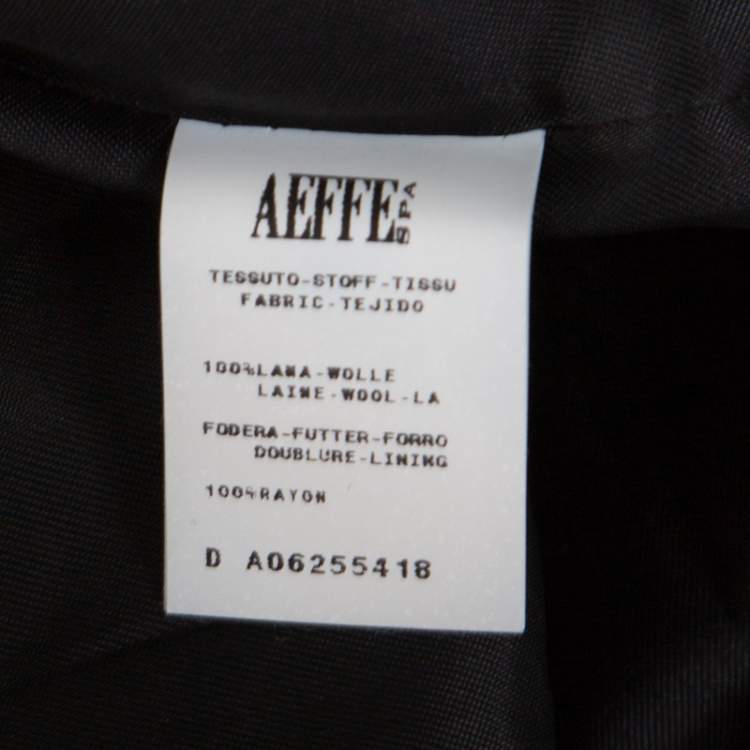 AEFFE SPA
TESSUTO-STOFF-TISSU
FABRIC-TEJIDO
100%LANA-WOLLE
LAINE-WOOL-LA
FODERA-FUTTER-FORRO
DOUBLURE-LINING
100%RAYON
D A06255418